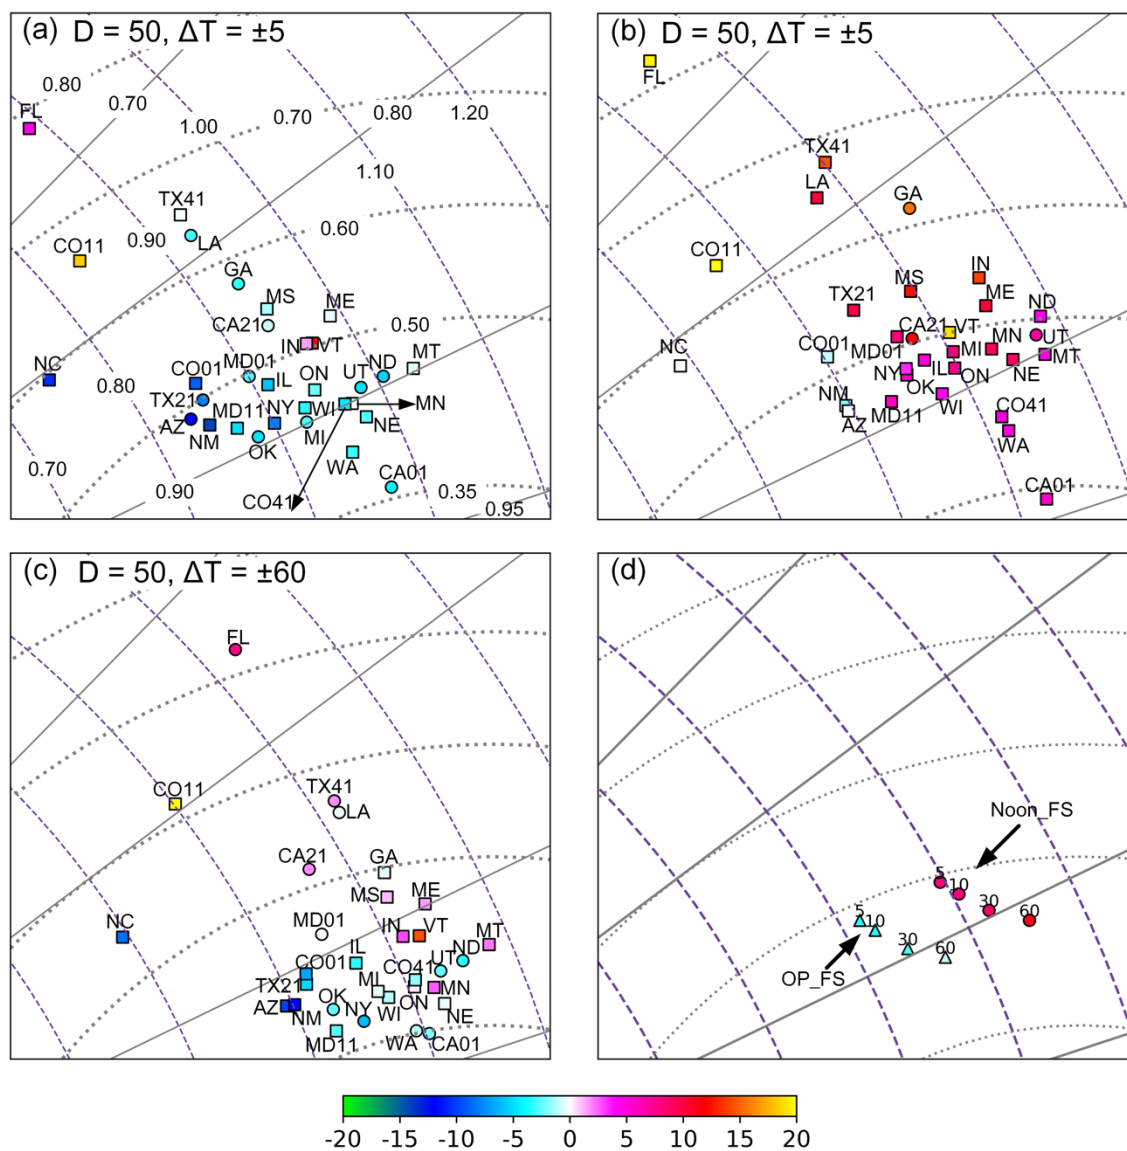 (a) D = 50, ΔT = ±5
0.80
0.70
FL
1.00
0.70
0.80
1.20
1.10
TX41
LA
0.90
0.60
CO11
GA
MS
ME
CA21
0.50
IN
VT
MT
NC
MD01
CO01
0.80
IL
ON
UT
ND
TX21
AZ
NM
MD11
NY
WI
MN
OK
MI
NE
WA
0.70
0.90
CO41
CA01
0.35
0.95
(b) D = 50, ΔT = ±5
FL
TX41
LA
GA
CO11
IN
MS
ME
TX21
ND
CA21
VT
UT
NC
CO01
MD01
MI
MN
MT
NY
IL
ON
NE
OK
NM
AZ
MD11
WI
CO41
WA
CA01
(c) D = 50, ΔT = ±60
FL
CO11
TX41
LA
CA21
GA
MS
ME
NC
MD01
IN
VT
MT
IL
UT
ND
CO01
CO41
TX21
MI
MN
AZ
NM
OK
NY
WI
ON
NE
MD11
WA
CA01
(d)
Noon_FS
5
10
30
60
5
10
30
60
OP_FS
-20 -15 -10 -5 0 5 10 15 20